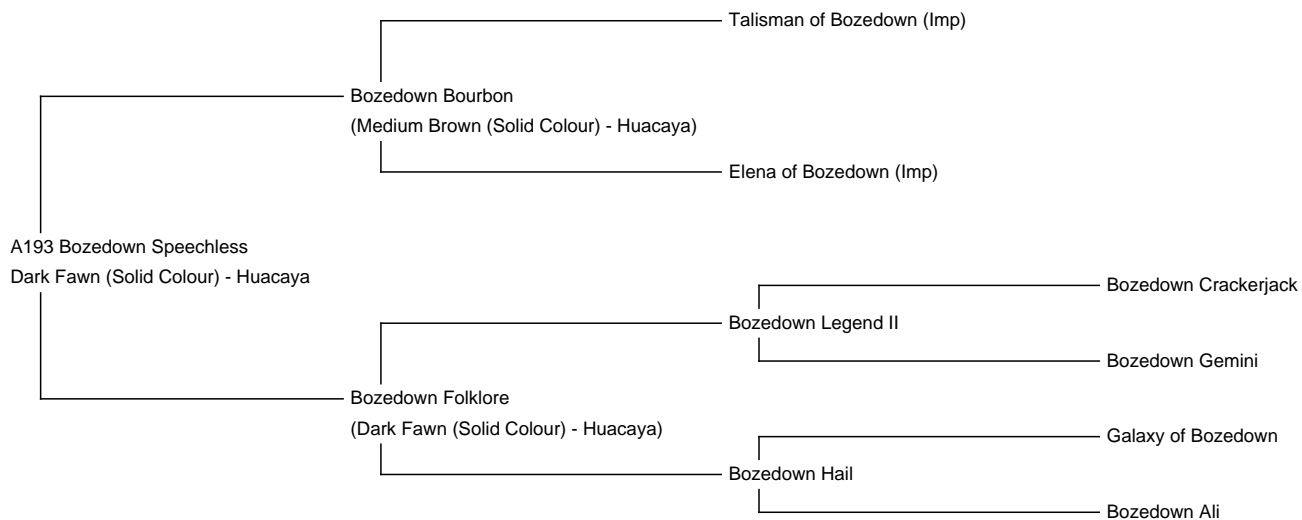 Talisman of Bozedown (Imp)
Bozedown Bourbon
(Medium Brown (Solid Colour) - Huacaya)
Elena of Bozedown (Imp)
A193 Bozedown Speechless
Dark Fawn (Solid Colour) - Huacaya
Bozedown Crackerjack
Bozedown Legend II
Bozedown Gemini
Bozedown Folklore
(Dark Fawn (Solid Colour) - Huacaya)
Galaxy of Bozedown
Bozedown Hail
Bozedown Ali